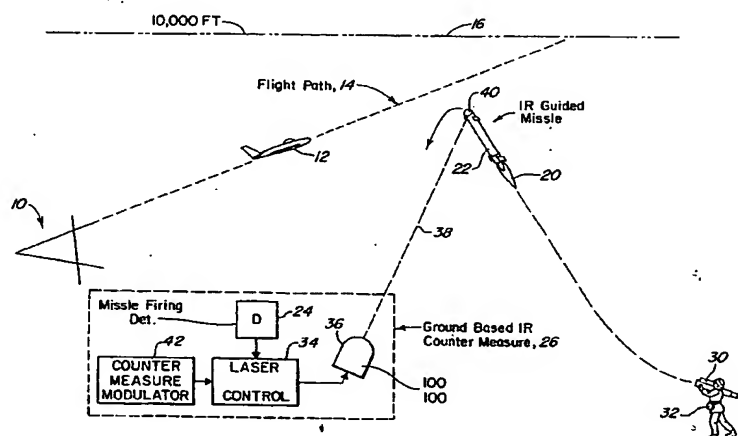 10,000 FT
16
Flight Path, 14
40
IR Guided
Missle
12
22
20
10
38
Missle Firing
Det.
D
24
36
Ground Based IR
Counter Measure, 26
42
34
30
COUNTER
MEASURE
MODULATOR
LASER
CONTROL
100
100
32